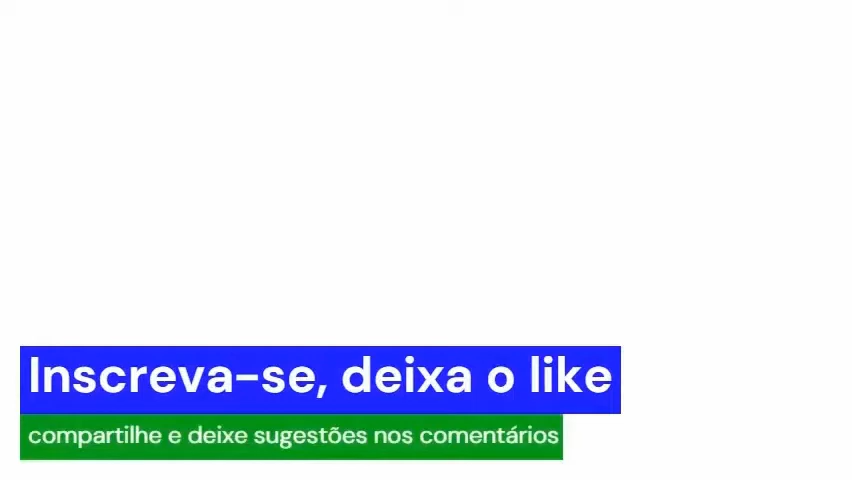 Inscreva-se, deixa o like
compartilhe e deixe sugestões nos comentários